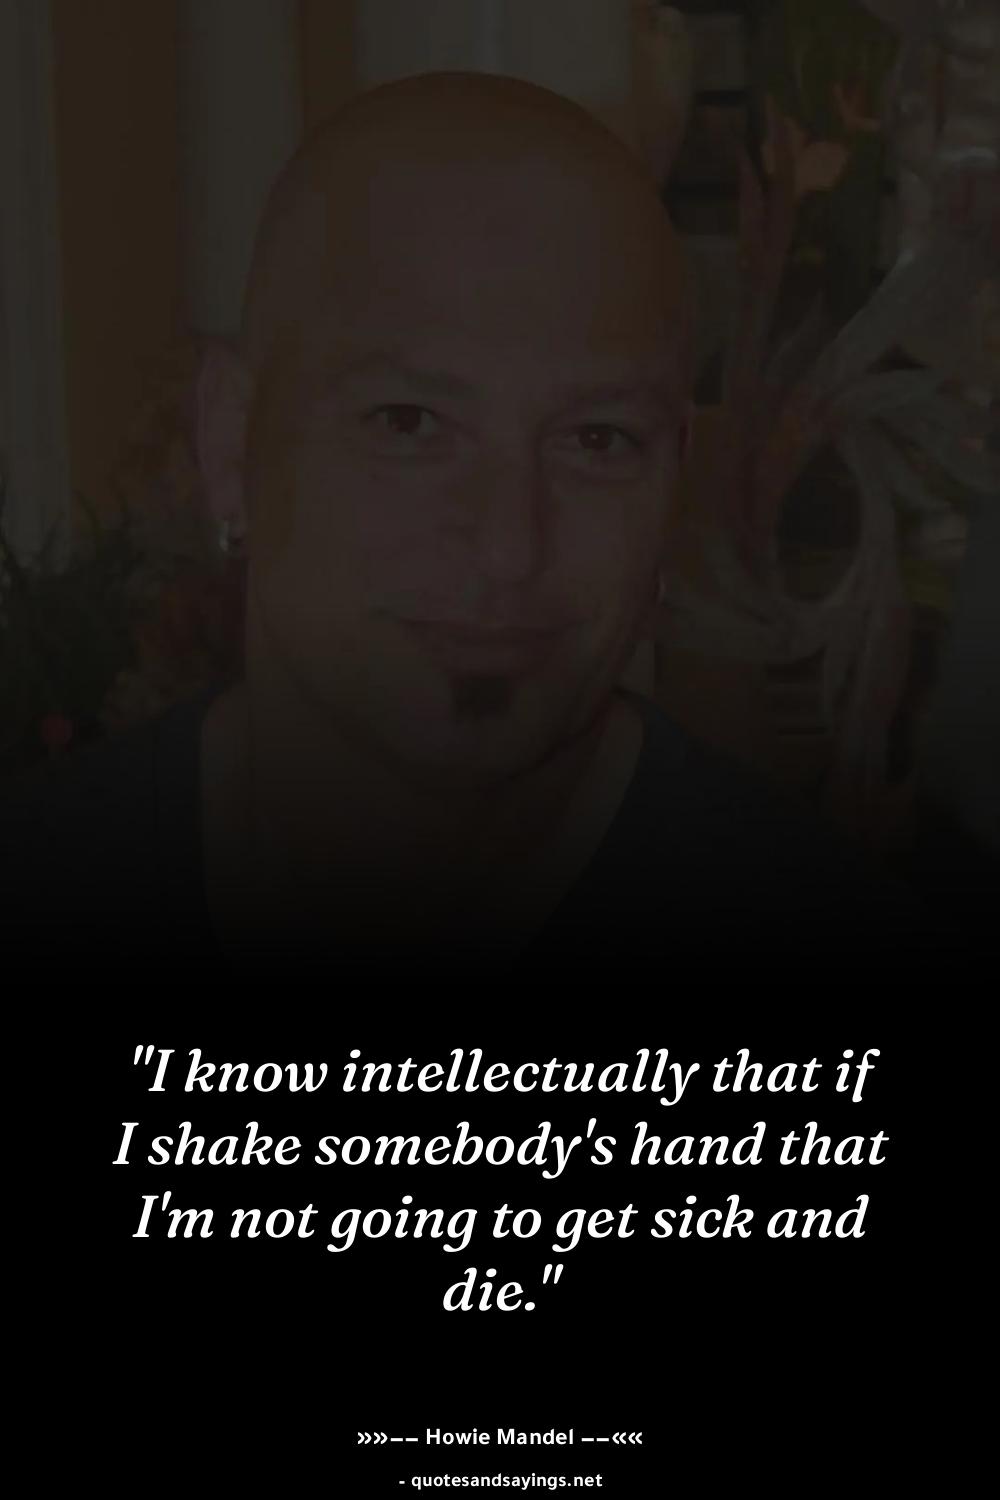 "I know intellectually that if
I shake somebody's hand that
I'm not going to get sick and
die."
»»–– Howie Mandel ––««
- quotesandsayings.net